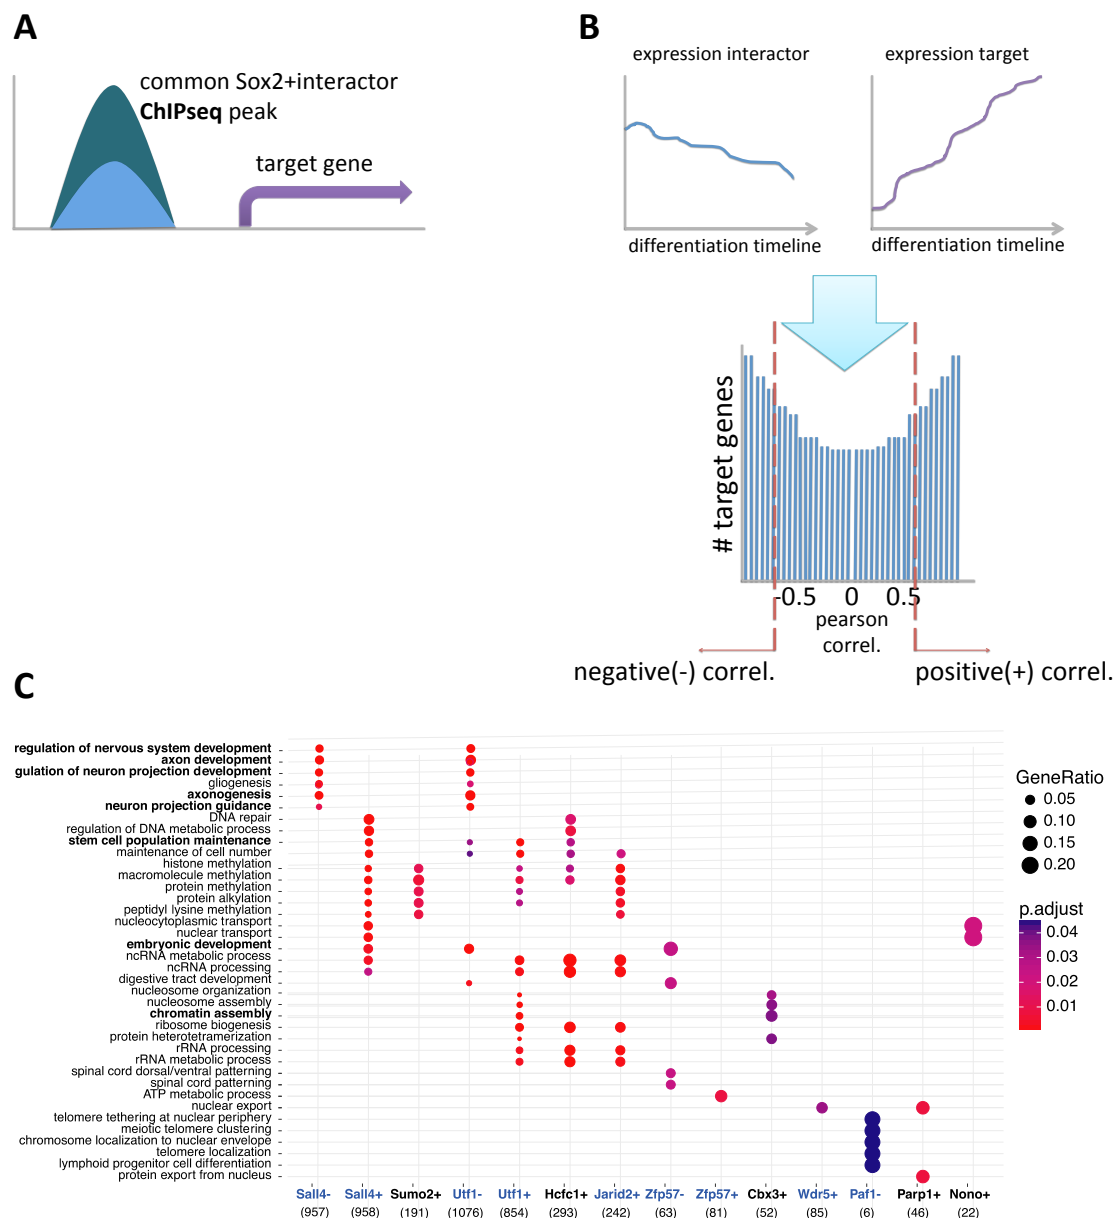 A
common Sox2+interactor
ChIPseq peak
target gene
B
expression interactor
expression target
differentiation timeline
differentiation timeline
# target genes
-0.5 0 0.5
pearson
correl.
negative(-) correl.
positive(+) correl.
C
regulation of nervous system development
axon development
gulation of neuron projection development
gliogenesis
axonogenesis
neuron projection guidance
DNA repair
regulation of DNA metabolic process
stem cell population maintenance
maintenance of cell number
histone methylation
macromolecule methylation
protein methylation
protein alkylation
peptidyl lysine methylation
nucleocytoplasmic transport
nuclear transport
embryonic development
ncRNA metabolic process
ncRNA processing
digestive tract development
nucleosome organization
nucleosome assembly
chromatin assembly
ribosome biogenesis
protein heterotetramerization
rRNA processing
rRNA metabolic process
spinal cord dorsal/ventral patterning
spinal cord patterning
ATP metabolic process
nuclear export
telomere tethering at nuclear periphery
meiotic telomere clustering
chromosome localization to nuclear envelope
telomere localization
lymphoid progenitor cell differentiation
protein export from nucleus
Sall4- Sall4+ Sumo2+ Utf1- Utf1+ Hcfc1+ Jarid2+ Zfp57- Zfp57+ Cbx3+ Wdr5+ Paf1- Parp1+ Nono+
(957) (958) (191) (1076) (854) (293) (242) (63) (81) (52) (85) (6) (46) (22)
GeneRatio
0.05
0.10
0.15
0.20
p.adjust
0.04
0.03
0.02
0.01